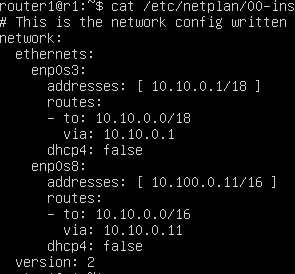 router1@r1:~$ cat /etc/netplan/00-ins
# This is the network config written
network:
  ethernets:
    enp0s3:
      addresses: [ 10.10.0.1/18 ]
      routes:
      - to: 10.10.0.0/18
        via: 10.10.0.1
      dhcp4: false
    enp0s8:
      addresses: [ 10.100.0.11/16 ]
      routes:
      - to: 10.10.0.0/16
        via: 10.100.0.11
      dhcp4: false
  version: 2